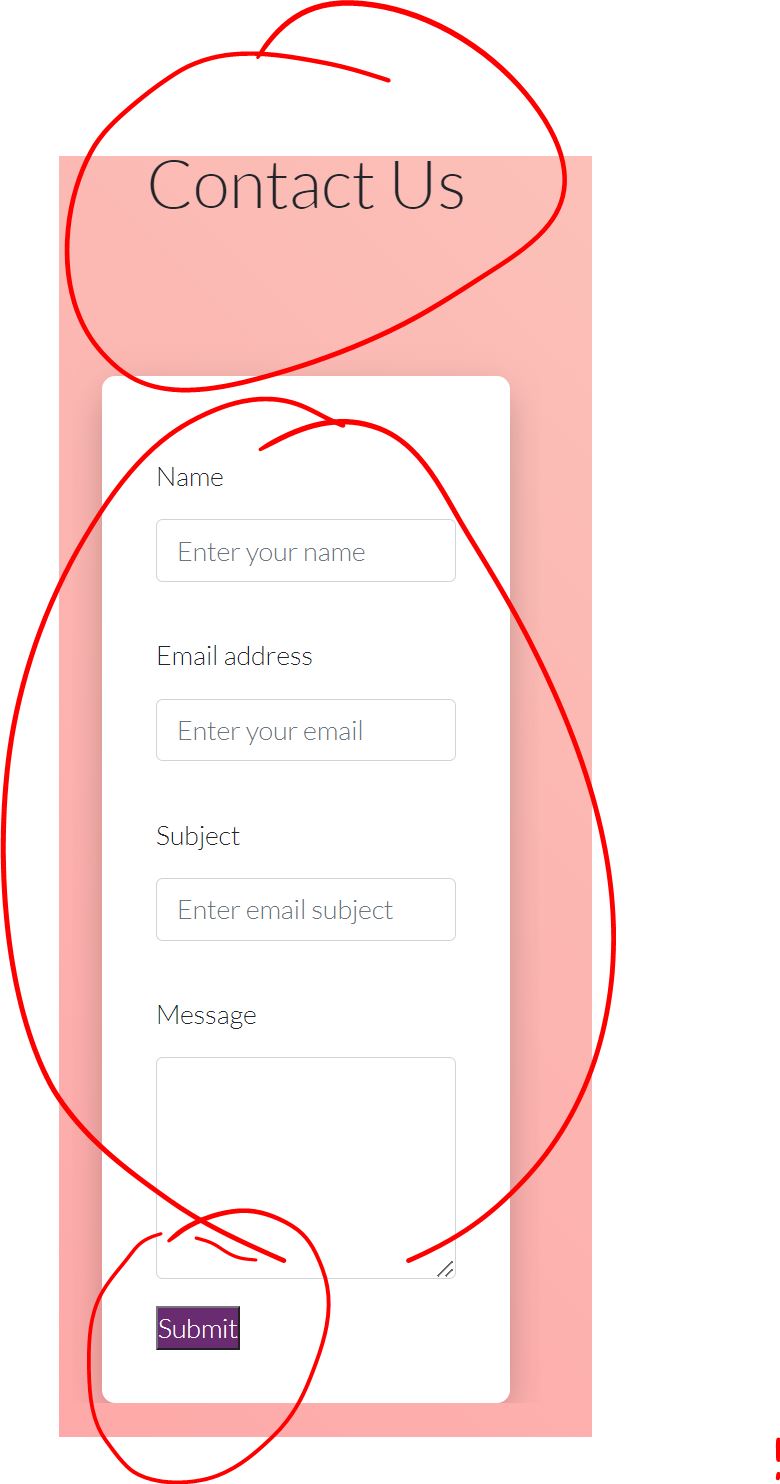 Contact Us
Name
Enter your name
Email address
Enter your email
Subject
Enter email subject
Message
Submit